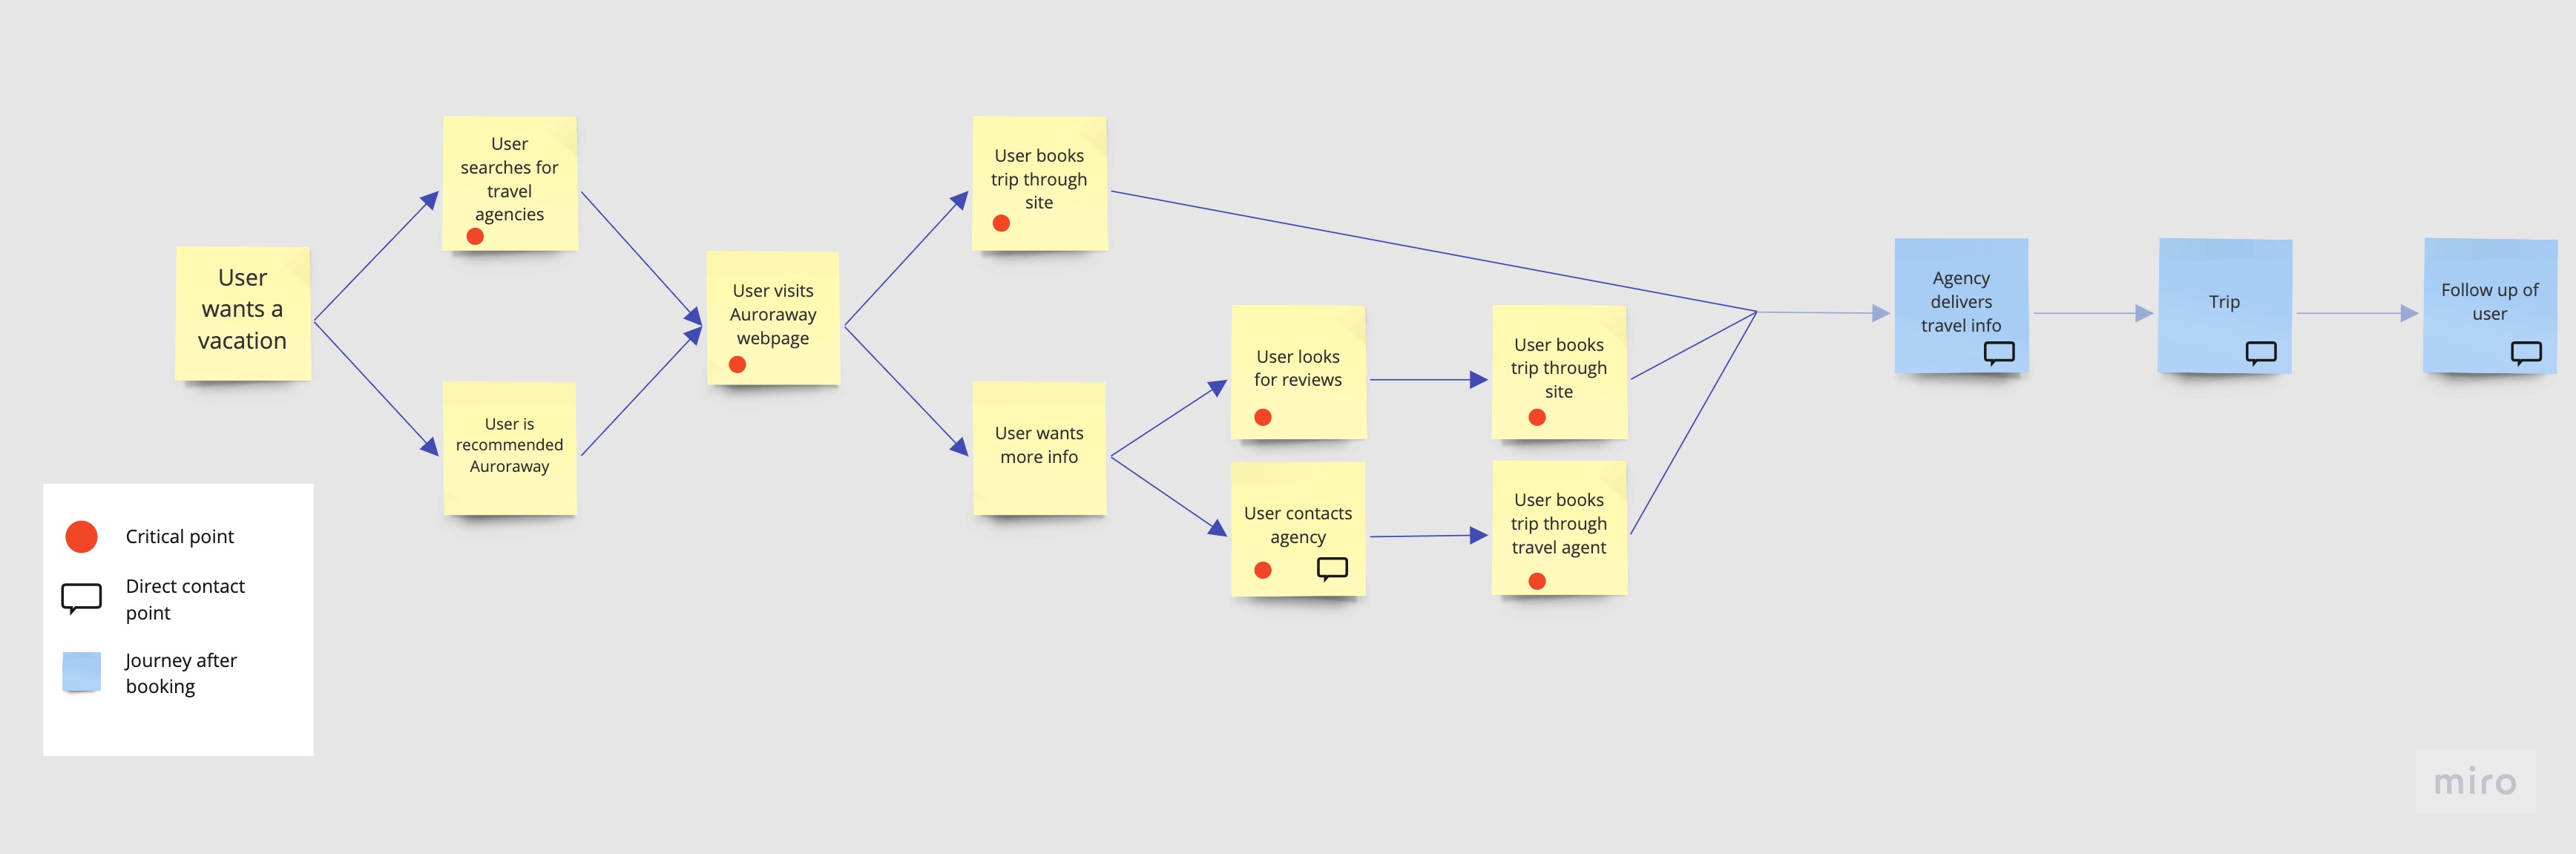 User
wants a
vacation
User
searches for
travel
agencies
User is
recommended
Auroraway
User visits
Auroraway
webpage
User books
trip through
site
User wants
more info
User looks
for reviews
User contacts
agency
User books
trip through
site
User books
trip through
travel agent
Agency
delivers
travel info
Trip
Follow up of
user
Critical point
Direct contact
point
Journey after
booking
miro